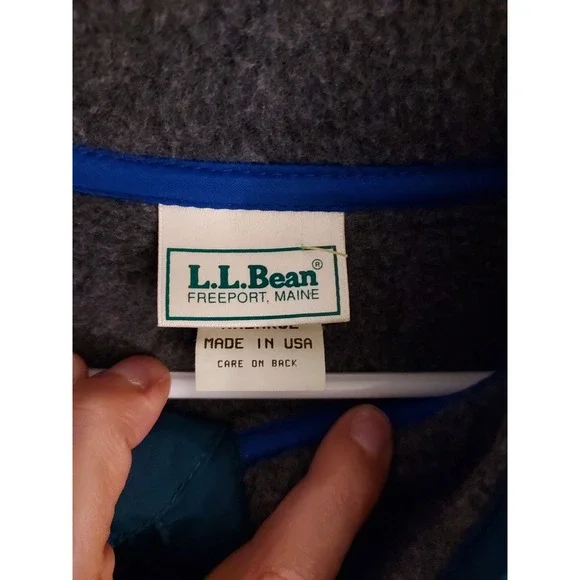 L.L.Bean®
FREEPORT, MAINE
MADE IN USA
CARE ON BACK